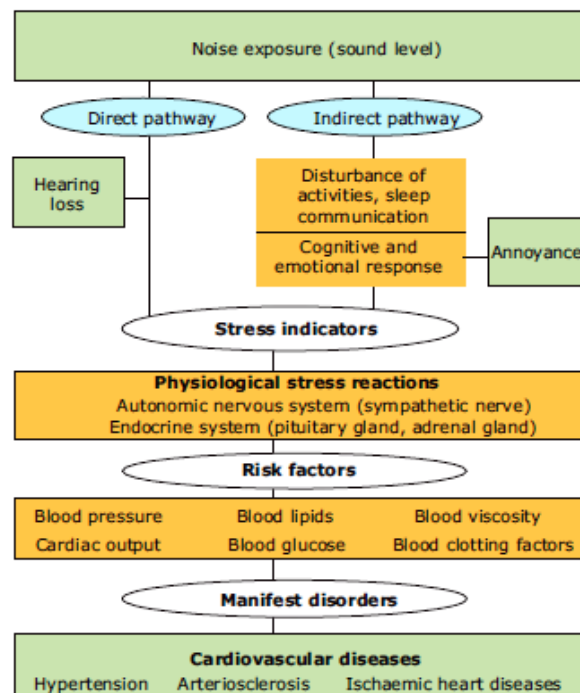 Noise exposure (sound level)
Direct pathway
Indirect pathway
Hearing
loss
Disturbance of
activities, sleep
communication
Cognitive and
emotional response
Annoyance
Stress indicators
Physiological stress reactions
Autonomic nervous system (sympathetic nerve)
Endocrine system (pituitary gland, adrenal gland)
Risk factors
Blood pressure Blood lipids Blood viscosity
Cardiac output Blood glucose Blood clotting factors
Manifest disorders
Cardiovascular diseases
Hypertension Arteriosclerosis Ischaemic heart diseases